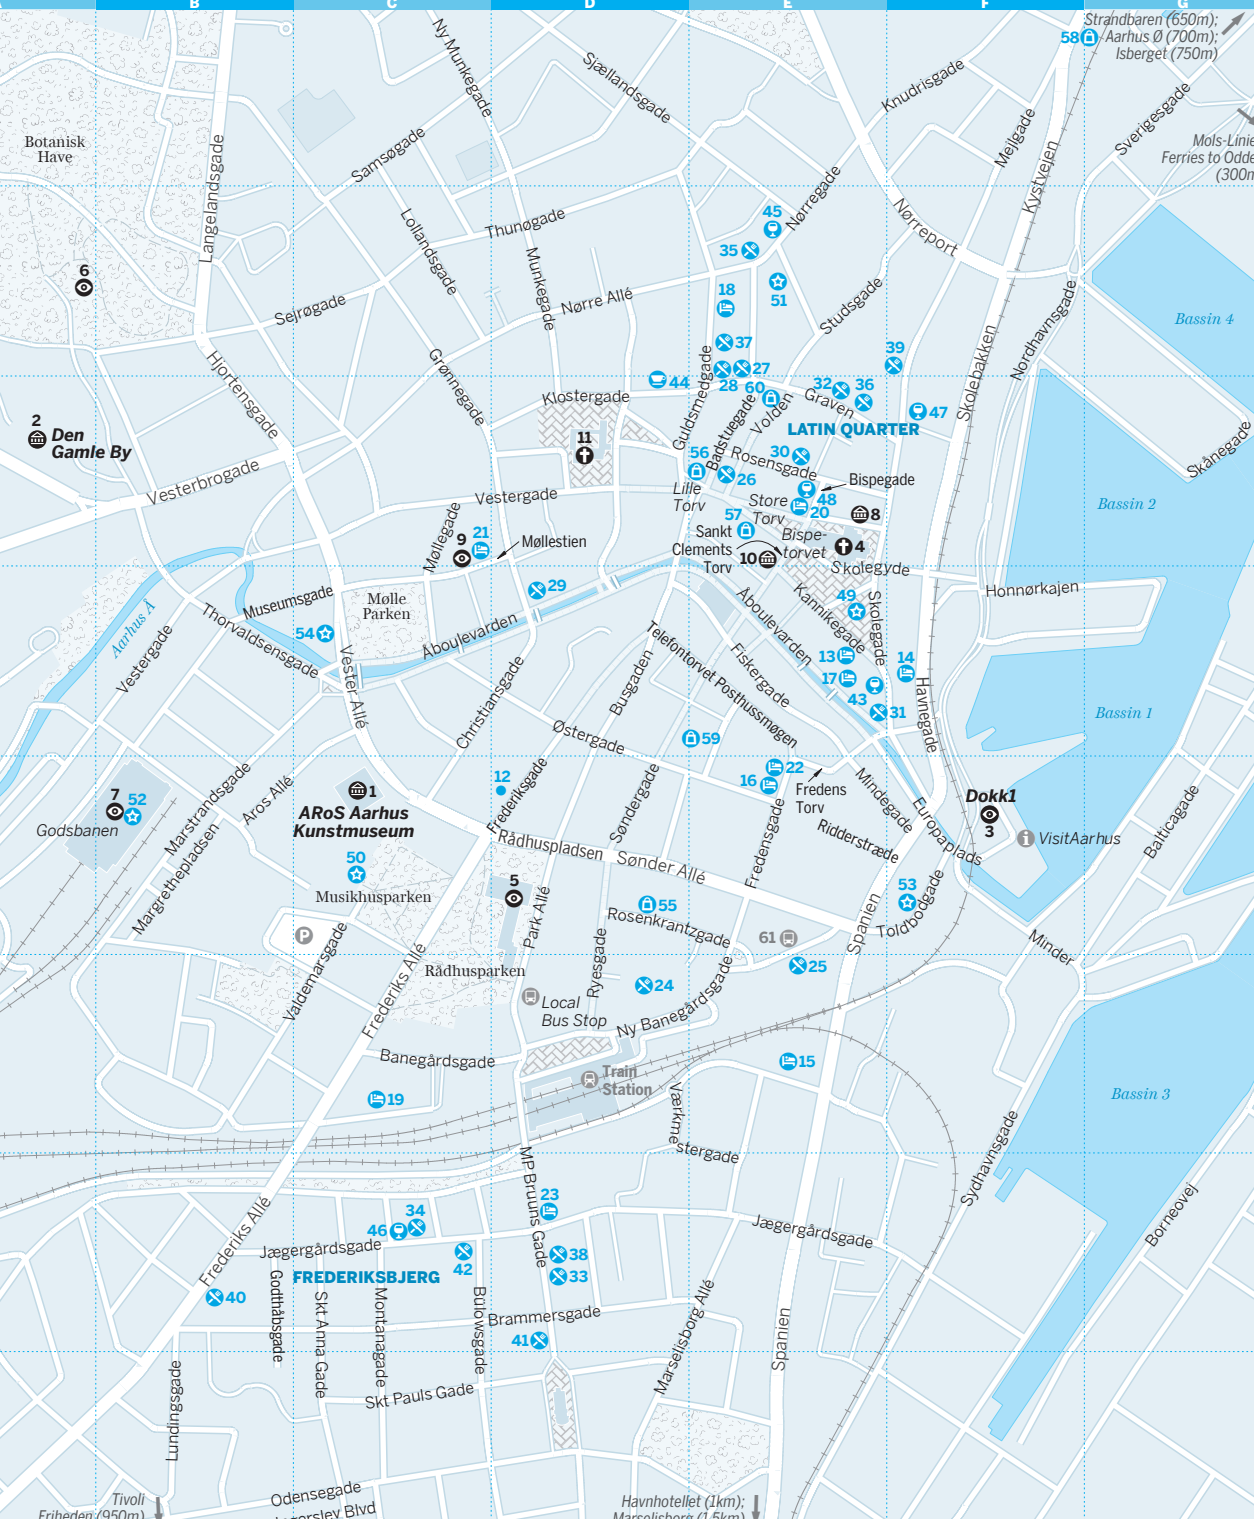 B
C
D
E
F
G
Strandbaren (650m);
Aarhus Ø (700m);
Isberget (750m)
58
Ny Munkegade
Sjællandsgade
Knudrisgade
Mejlgade
Kystvejen
Sverigesgade
Mols-Linie
Ferries to Odde
(300m
Botanisk
Have
Langelandsgade
Samsøgade
Lollandsgade
Thunøgade
Munkegade
Nørregade
Nørreport
45
35
51
18
6
Sejrøgade
Nørre Allé
Studsgade
Nordhavnsgade
Bassin 4
Hjortensgade
Grønnegade
37
27
28
39
Skolebakken
44
60
32
36
47
Klostergade
Guldsmedgade
Badstuegade
Volden
Graven
LATIN QUARTER
2
Den
Gamle By
11
30
Rosensgade
Skånegade
56
26
Bispegade
48
Vesterbrogade
Vestergade
Lille
Torv
Store
Torv
20
8
Bassin 2
57
Sankt
Clements
Torv
Bispe-
torvet
4
10
Skolegyde
Møllegade
9
21
Møllestien
29
Honnørkajen
Mølle
Parken
Museumsgade
Thorvaldsensgade
54
Aarhus Å
Vestergade
Åboulevarden
Vester Allé
Christiansgade
Busgaden
Telefontorvet Posthussmøgen
Fiskergade
Åboulevarden
Kannikegade
49
Skolegade
13
17
14
43
31
Havnegade
Bassin 1
Østergade
59
12
Frederiksgade
Søndergade
22
16
Fredens
Torv
Mindegade
Ridderstræde
Europaplads
Dokk1
3
VisitAarhus
Balticagade
7
52
Godsbanen
Marstrandsgade
Margrethepladsen
Aros Allé
1
ARoS Aarhus
Kunstmuseum
50
Musikhusparken
Rådhuspladsen
Sønder Allé
Fredensgade
5
Park Allé
55
Rosenkrantzgade
53
Toldbodgade
Spanien
61
25
Minder
Valdemarsgade
P
Frederiks Allé
Rådhusparken
Ryesgade
24
Local
Bus Stop
Ny Banegårdsgade
Banegårdsgade
Train
Station
15
19
Værkmestergade
Bassin 3
Sydhavnsgade
Borneovej
MP Bruuns Gade
23
34
46
Frederiks Allé
Jægergårdsgade
Jægergårdsgade
42
38
33
FREDERIKSBJERG
40
Godthåbsgade
Skt Anna Gade
Montanagade
Bülowsgade
Brammersgade
41
Marselisborg Allé
Spanien
Lundingsgade
Skt Pauls Gade
Odensegade
Tivoli
Friheden (950m)
Havnhotellet (1km);
Marselisborg (1.5km)